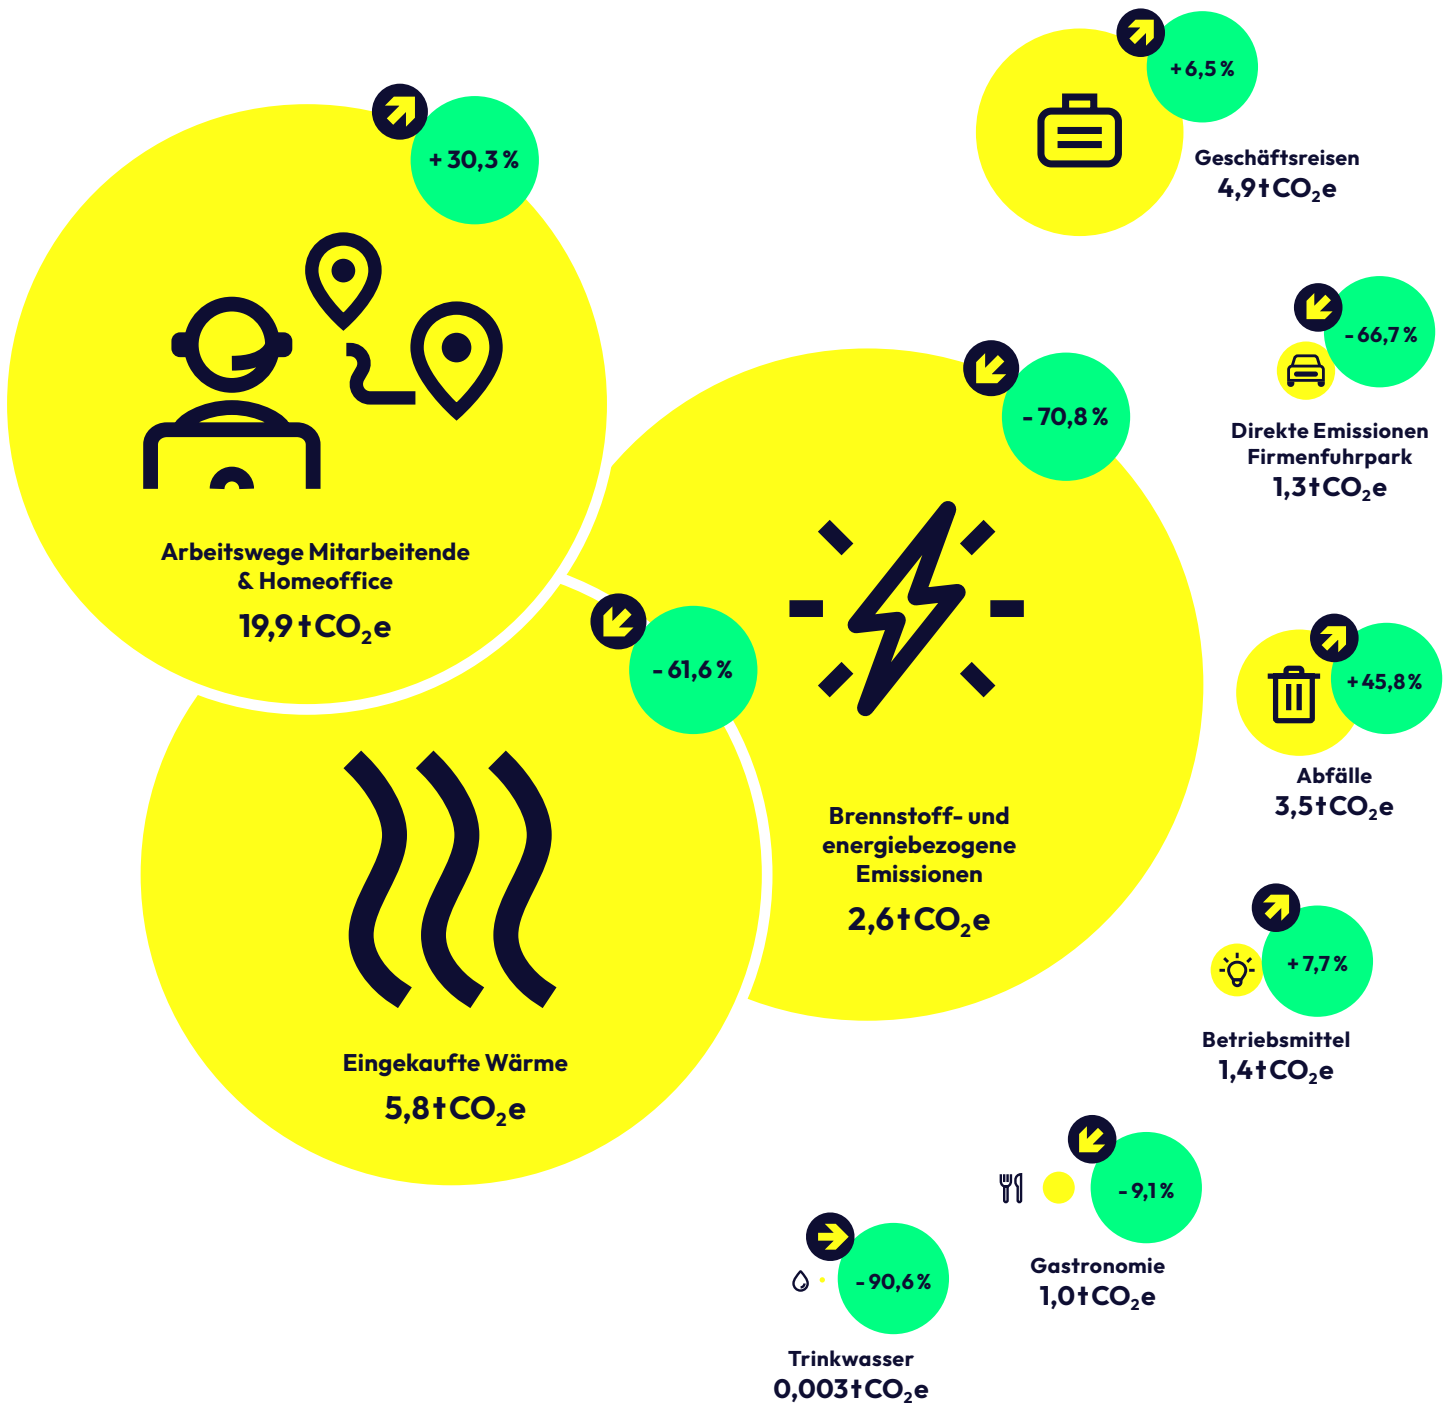 + 30,3 %
Arbeitswege Mitarbeitende
& Homeoffice
19,9 t CO₂e
- 70,8 %
Brennstoff- und
energiebezogene
Emissionen
2,6 t CO₂e
- 61,6 %
Eingekaufte Wärme
5,8 t CO₂e
+ 6,5 %
Geschäftsreisen
4,9 t CO₂e
- 66,7 %
Direkte Emissionen
Firmenfuhrpark
1,3 t CO₂e
+ 45,8 %
Abfälle
3,5 t CO₂e
+ 7,7 %
Betriebsmittel
1,4 t CO₂e
- 9,1 %
Gastronomie
1,0 t CO₂e
- 90,6 %
Trinkwasser
0,003 t CO₂e